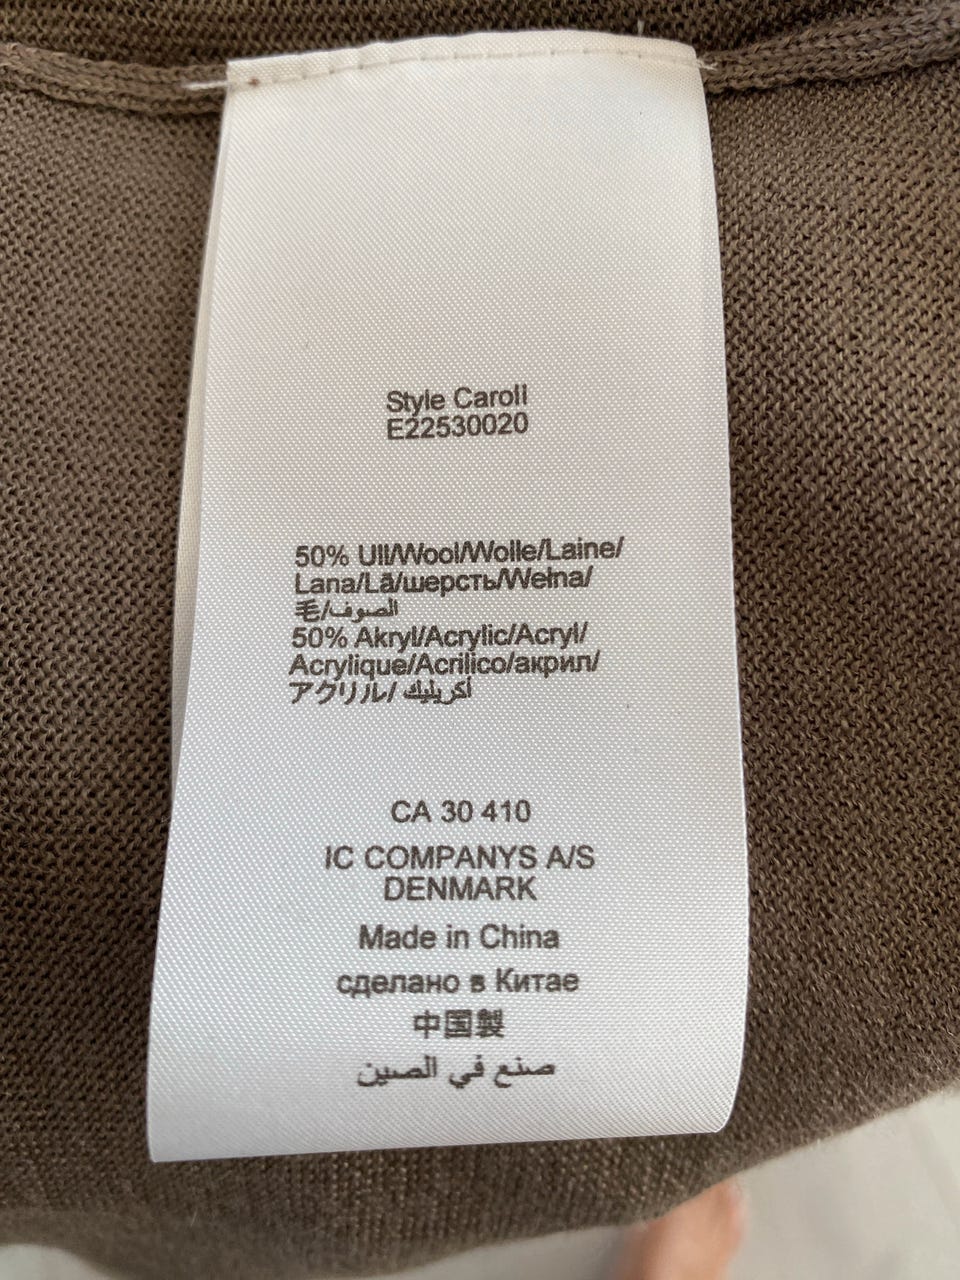 Style Caroll
E22530020
50% Ull/Wool/Wolle/Laine/
Lana/Lã/шерсть/Wełna/
毛/الصوف
50% Akryl/Acrylic/Acryl/
Acrylique/Acrilico/акрил/
アクリル/ اكريليك
CA 30 410
IC COMPANYS A/S
DENMARK
Made in China
сделано в Китае
中国製
صنع في الصين